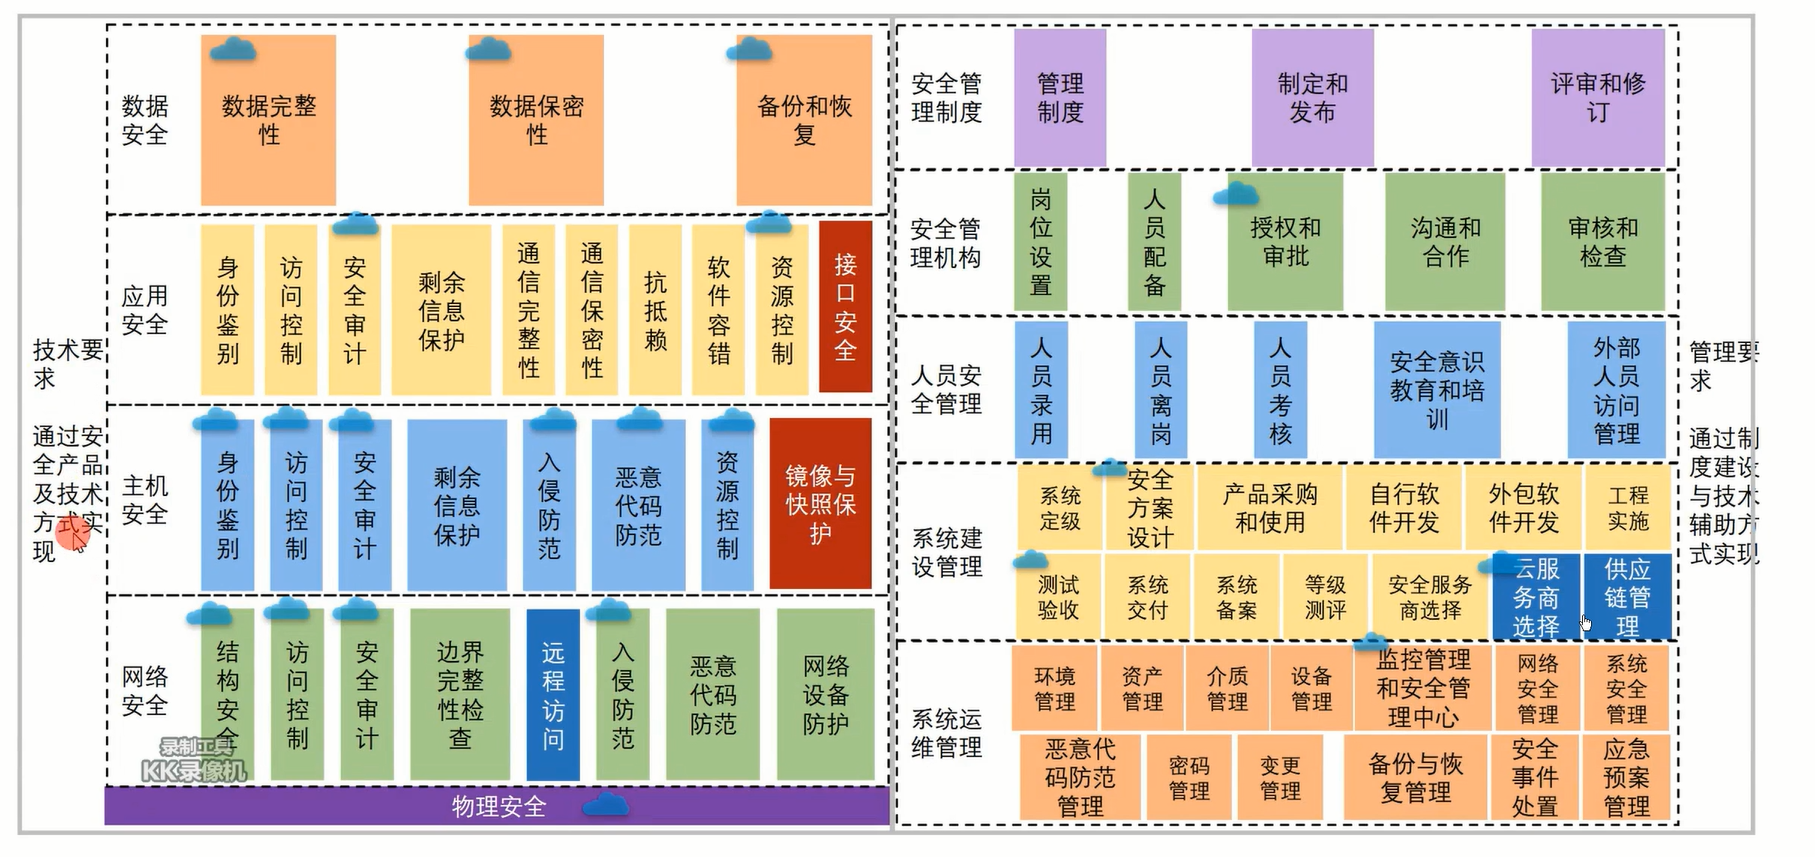 技术要
求
通过安
全产品
及技术
方式实
现
数据
安全
数据完整
性
数据保密
性
备份和恢
复
应用
安全
身份鉴别
访问控制
安全审计
剩余
信息
保护
通信完整性
通信保密性
抗抵赖
软件容错
资源控制
接口安全
主机
安全
身份鉴别
访问控制
安全审计
剩余
信息
保护
入侵防范
恶意
代码
防范
资源控制
镜像与
快照保
护
网络
安全
结构安全
访问控制
安全审计
边界
完整
性检
查
远程访问
入侵防范
恶意
代码
防范
网络
设备
防护
物理安全
录制工具
KK录像机
安全管
理制度
管理
制度
制定和
发布
评审和修
订
安全管
理机构
岗位设置
人员配备
授权和
审批
沟通和
合作
审核和
检查
人员安
全管理
人员录用
人员离岗
人员考核
安全意识
教育和培
训
外部
人员
访问
管理
系统建
设管理
系统
定级
安全
方案
设计
产品采购
和使用
自行软
件开发
外包软
件开发
工程
实施
测试
验收
系统
交付
系统
备案
等级
测评
安全服务
商选择
云服
务商
选择
供应
链管
理
系统运
维管理
环境
管理
资产
管理
介质
管理
设备
管理
监控管理
和安全管
理中心
网络
安全
管理
系统
安全
管理
恶意代
码防范
管理
密码
管理
变更
管理
备份与恢
复管理
安全
事件
处置
应急
预案
管理
管理要
求
通过制
度建设
与技术
辅助方
式实现